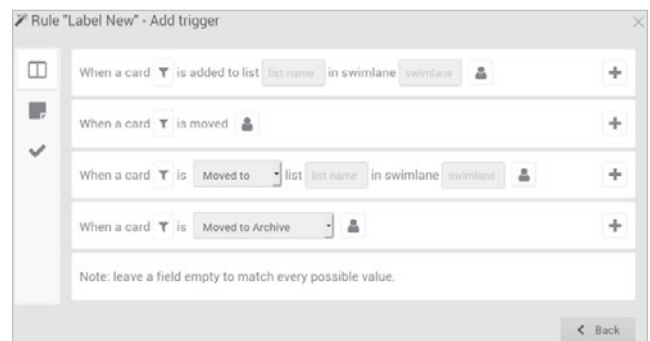 Rule "Label New" - Add trigger
When a card is added to list list name in swimlane swimlane
When a card is moved
When a card is Moved to list list name in swimlane swimlane
When a card is Moved to Archive
Note: leave a field empty to match every possible value.
Back